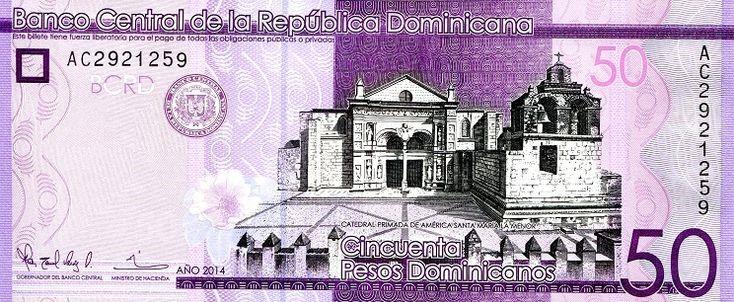 Banco Central de la República Dominicana
Este billete tiene fuerza liberatoria para el pago de todas las obligaciones públicas o privadas
AC2921259
BCRD
50
AC2921259
CATEDRAL PRIMADA DE AMÉRICA SANTA MARÍA LA MENOR
Cincuenta
Pesos Dominicanos
50
GOBERNADOR DEL BANCO CENTRAL
MINISTRO DE HACIENDA
AÑO 2014